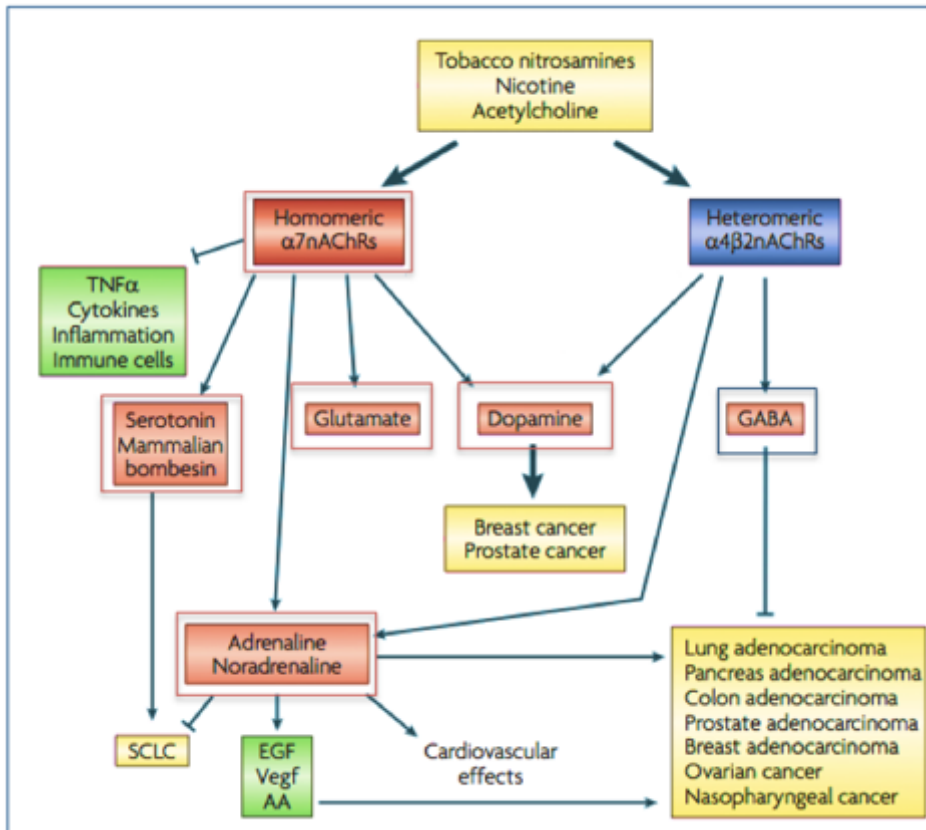 Tobacco nitrosamines
Nicotine
Acetylcholine
Homomeric
α7nAChRs
Heteromeric
α4β2nAChRs
TNFα
Cytokines
Inflammation
Immune cells
Serotonin
Mammalian
bombesin
Glutamate
Dopamine
GABA
Breast cancer
Prostate cancer
Adrenaline
Noradrenaline
Lung adenocarcinoma
Pancreas adenocarcinoma
Colon adenocarcinoma
Prostate adenocarcinoma
Breast adenocarcinoma
Ovarian cancer
Nasopharyngeal cancer
SCLC
EGF
Vegf
AA
Cardiovascular
effects